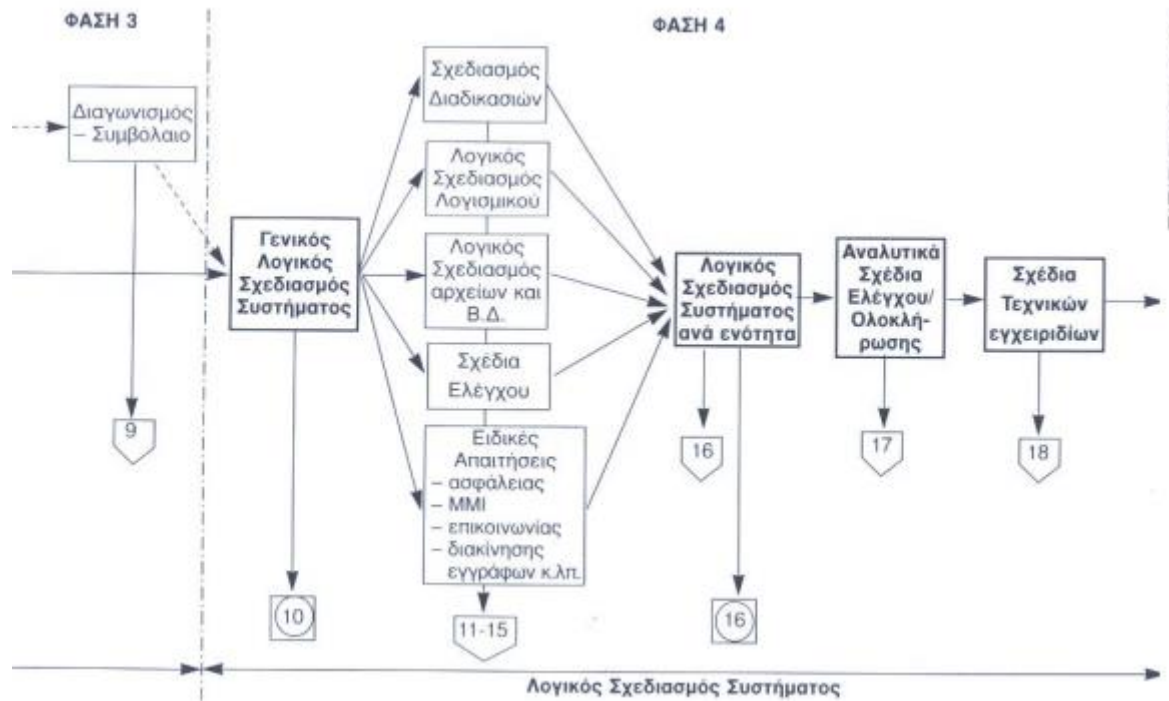 ΦΑΣΗ 3
ΦΑΣΗ 4
Διαγωνισμός
– Συμβόλαιο
9
Γενικός
Λογικός
Σχεδιασμός
Συστήματος
10
Σχεδιασμός
Διαδικασιών
Λογικός
Σχεδιασμός
Λογισμικού
Λογικός
Σχεδιασμός
αρχείων και
Β.Δ.
Σχέδια
Ελέγχου
Ειδικές
Απαιτήσεις
– ασφάλειας
– MMI
– επικοινωνίας
– διακίνησης
εγγράφων κ.λπ.
11-15
Λογικός
Σχεδιασμός
Συστήματος
ανά ενότητα
16
16
Αναλυτικά
Σχέδια
Ελέγχου/
Ολοκλή-
ρωσης
17
Σχέδια
Τεχνικών
εγχειριδίων
18
Λογικός Σχεδιασμός Συστήματος